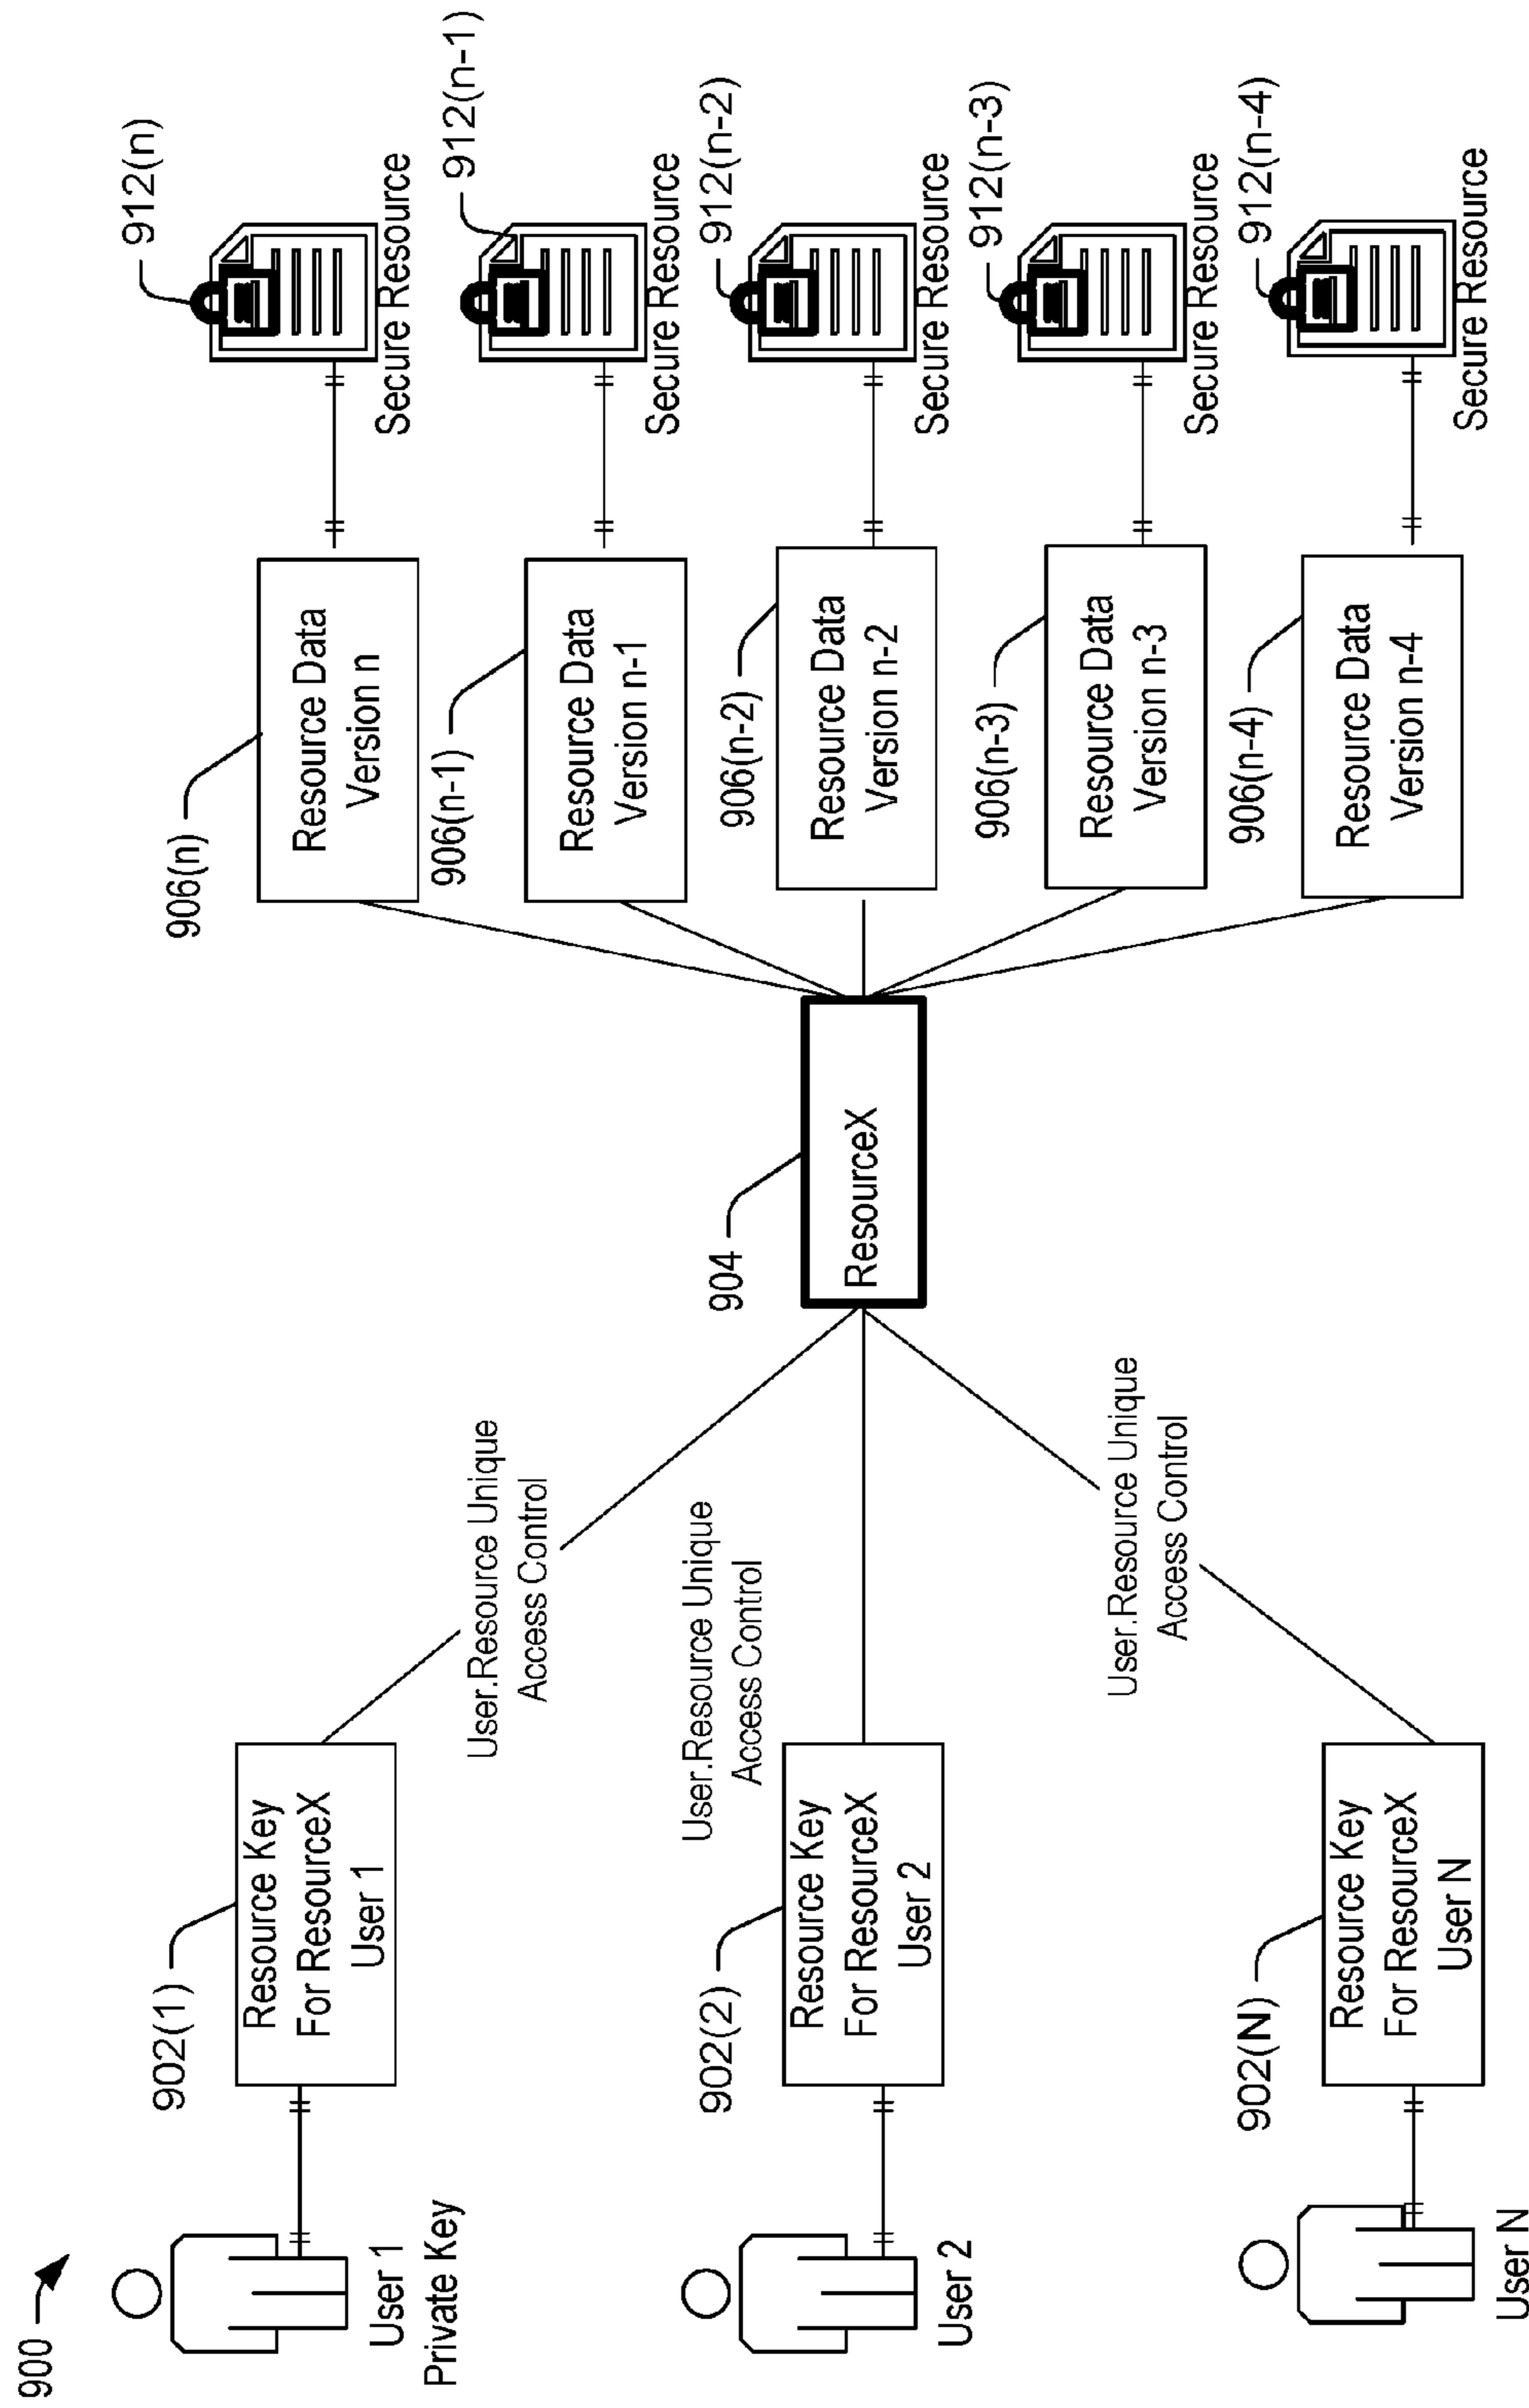 900
User 1
Private Key
902(1)
Resource Key
For ResourceX
User 1
User.Resource Unique
Access Control
906(n)
Resource Data
Version n
912(n)
Secure Resource
906(n-1)
Resource Data
Version n-1
912(n-1)
Secure Resource
User 2
902(2)
Resource Key
For ResourceX
User 2
User.Resource Unique
Access Control
904
ResourceX
906(n-2)
Resource Data
Version n-2
912(n-2)
Secure Resource
906(n-3)
Resource Data
Version n-3
912(n-3)
Secure Resource
User N
902(N)
Resource Key
For ResourceX
User N
User.Resource Unique
Access Control
906(n-4)
Resource Data
Version n-4
912(n-4)
Secure Resource